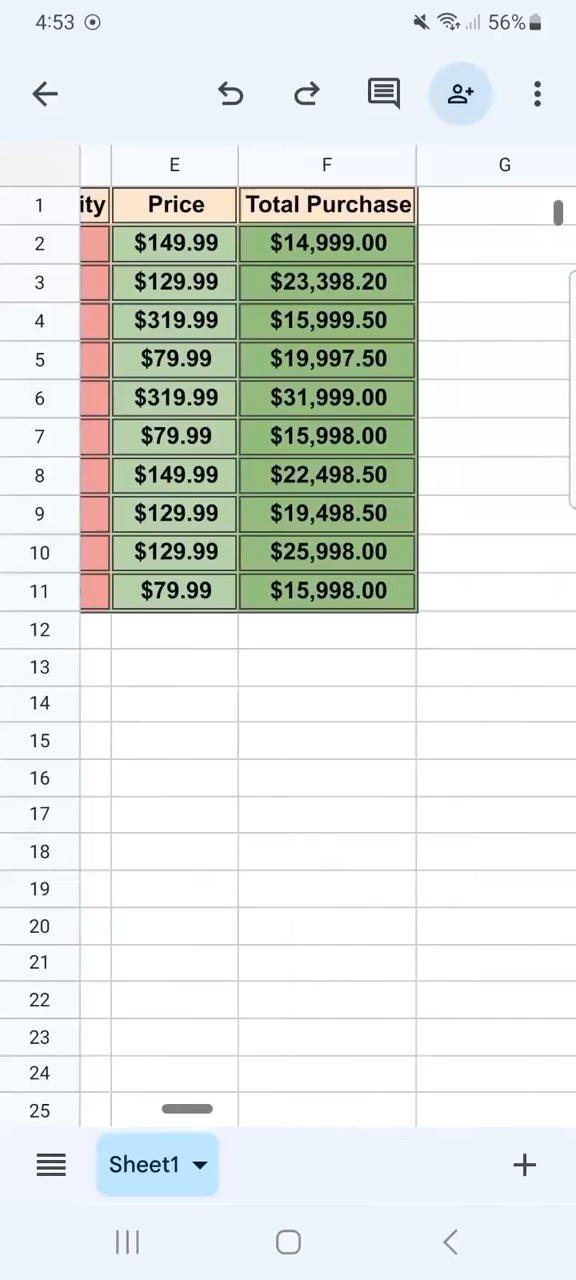 4:53 56%
E F G
1 ity Price Total Purchase
2 $149.99 $14,999.00
3 $129.99 $23,398.20
4 $319.99 $15,999.50
5 $79.99 $19,997.50
6 $319.99 $31,999.00
7 $79.99 $15,998.00
8 $149.99 $22,498.50
9 $129.99 $19,498.50
10 $129.99 $25,998.00
11 $79.99 $15,998.00
12
13
14
15
16
17
18
19
20
21
22
23
24
25
Sheet1